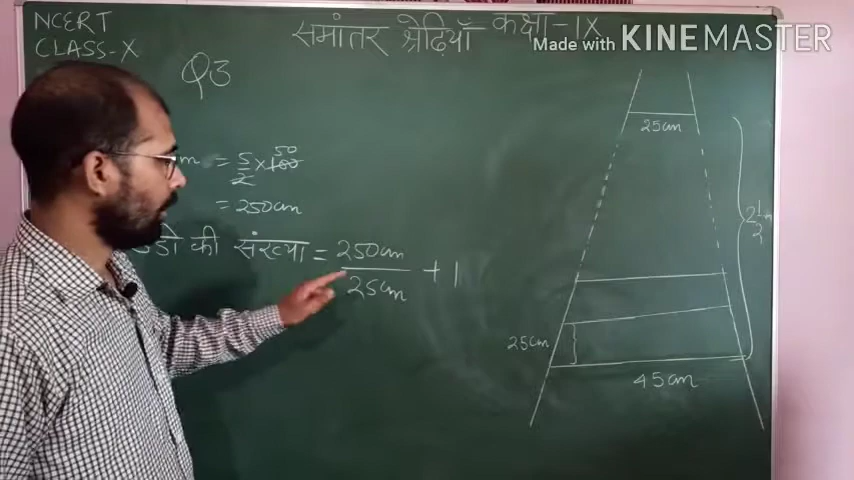 NCERT
CLASS-X
समांतर श्रेढ़ियाँ कक्षा-IX
Made with KINEMASTER
Q3
m = 5/2 × 100 50
= 250cm
डो की संख्या = 250cm / 25cm + 1
25cm
2 1/2 m
25cm
45cm